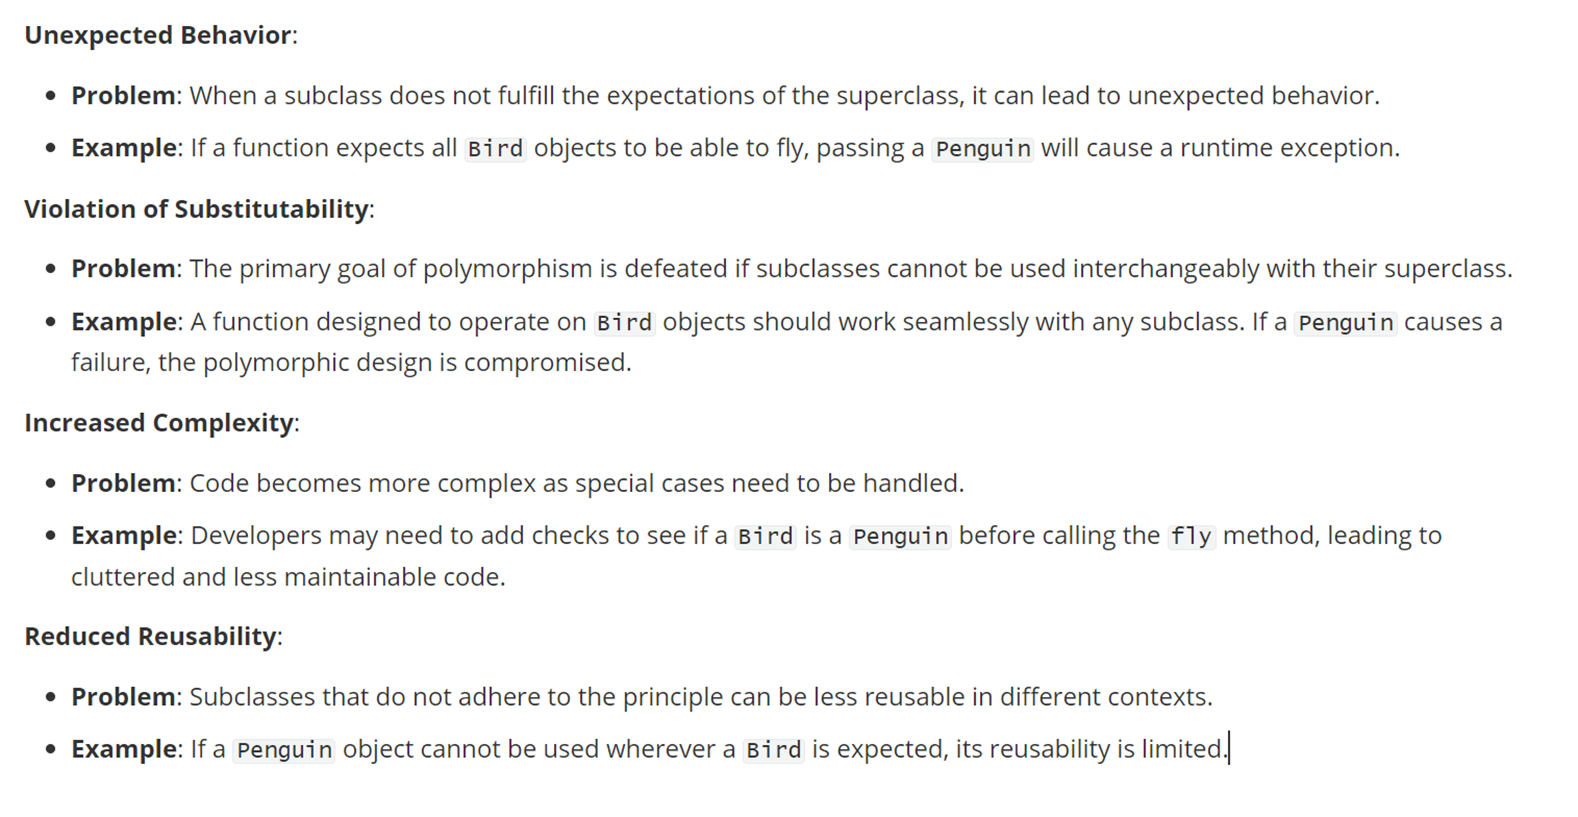 Unexpected Behavior:
Problem: When a subclass does not fulfill the expectations of the superclass, it can lead to unexpected behavior.
Example: If a function expects all Bird objects to be able to fly, passing a Penguin will cause a runtime exception.
Violation of Substitutability:
Problem: The primary goal of polymorphism is defeated if subclasses cannot be used interchangeably with their superclass.
Example: A function designed to operate on Bird objects should work seamlessly with any subclass. If a Penguin causes a
failure, the polymorphic design is compromised.
Increased Complexity:
Problem: Code becomes more complex as special cases need to be handled.
Example: Developers may need to add checks to see if a Bird is a Penguin before calling the fly method, leading to
cluttered and less maintainable code.
Reduced Reusability:
Problem: Subclasses that do not adhere to the principle can be less reusable in different contexts.
Example: If a Penguin object cannot be used wherever a Bird is expected, its reusability is limited.